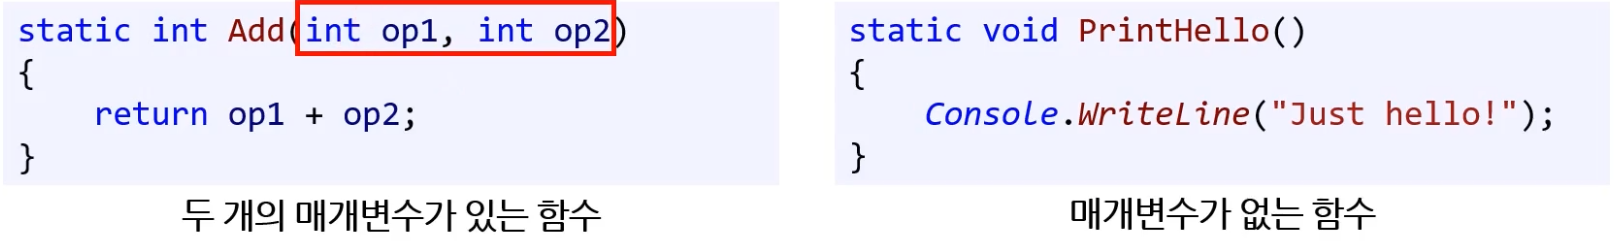 static int Add(int op1, int op2)
{
    return op1 + op2;
}
두 개의 매개변수가 있는 함수
static void PrintHello()
{
    Console.WriteLine("Just hello!");
}
매개변수가 없는 함수